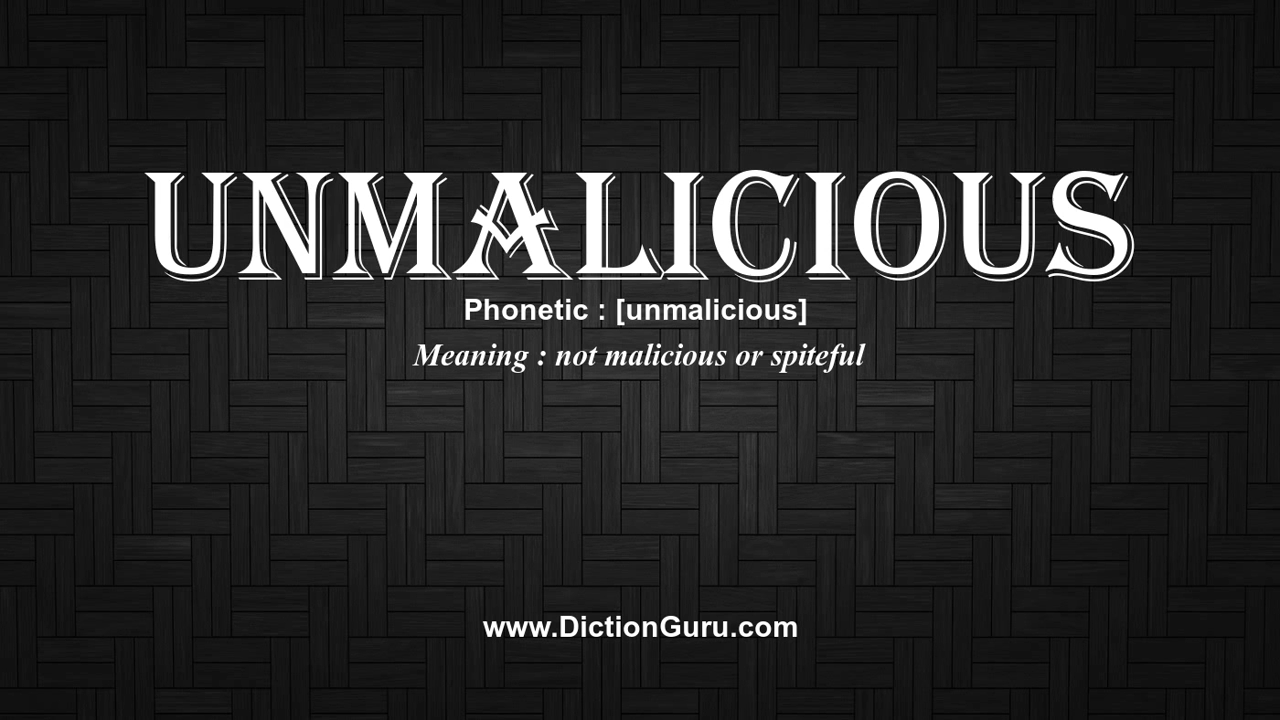 UNMALICIOUS
Phonetic : [unmalicious]
Meaning : not malicious or spiteful
www.DictionGuru.com